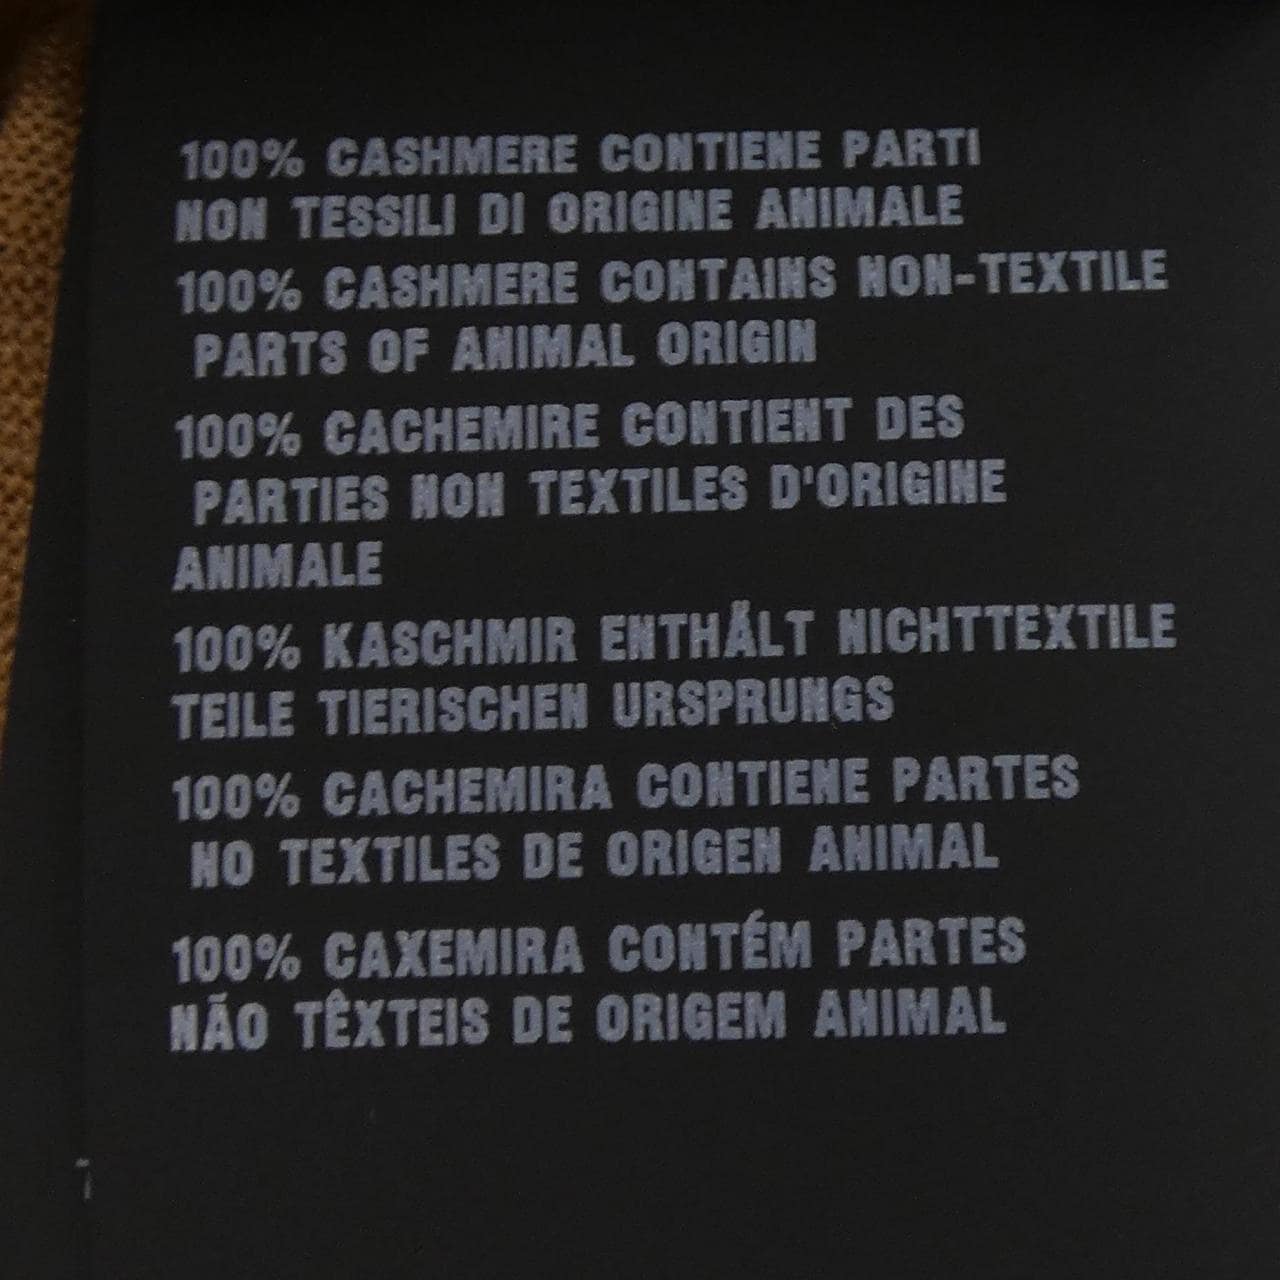 100% CASHMERE CONTIENE PARTI
NON TESSILI DI ORIGINE ANIMALE
100% CASHMERE CONTAINS NON-TEXTILE
PARTS OF ANIMAL ORIGIN
100% CACHEMIRE CONTIENT DES
PARTIES NON TEXTILES D'ORIGINE
ANIMALE
100% KASCHMIR ENTHÄLT NICHTTEXTILE
TEILE TIERISCHEN URSPRUNGS
100% CACHEMIRA CONTIENE PARTES
NO TEXTILES DE ORIGEN ANIMAL
100% CAXEMIRA CONTÉM PARTES
NÃO TÊXTEIS DE ORIGEM ANIMAL